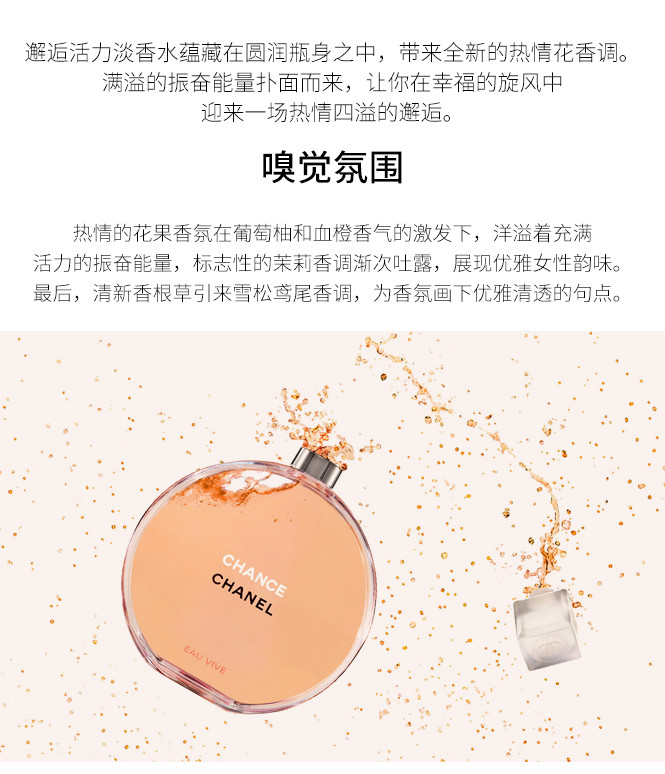 邂逅活力淡香水蕴藏在圆润瓶身之中，带来全新的热情花香调。
满溢的振奋能量扑面而来，让你在幸福的旋风中
迎来一场热情四溢的邂逅。
嗅觉氛围
热情的花果香氛在葡萄柚和血橙香气的激发下，洋溢着充满
活力的振奋能量，标志性的茉莉香调渐次吐露，展现优雅女性韵味。
最后，清新香根草引来雪松鸢尾香调，为香氛画下优雅清透的句点。
CHANCE
CHANEL
EAU VIVE